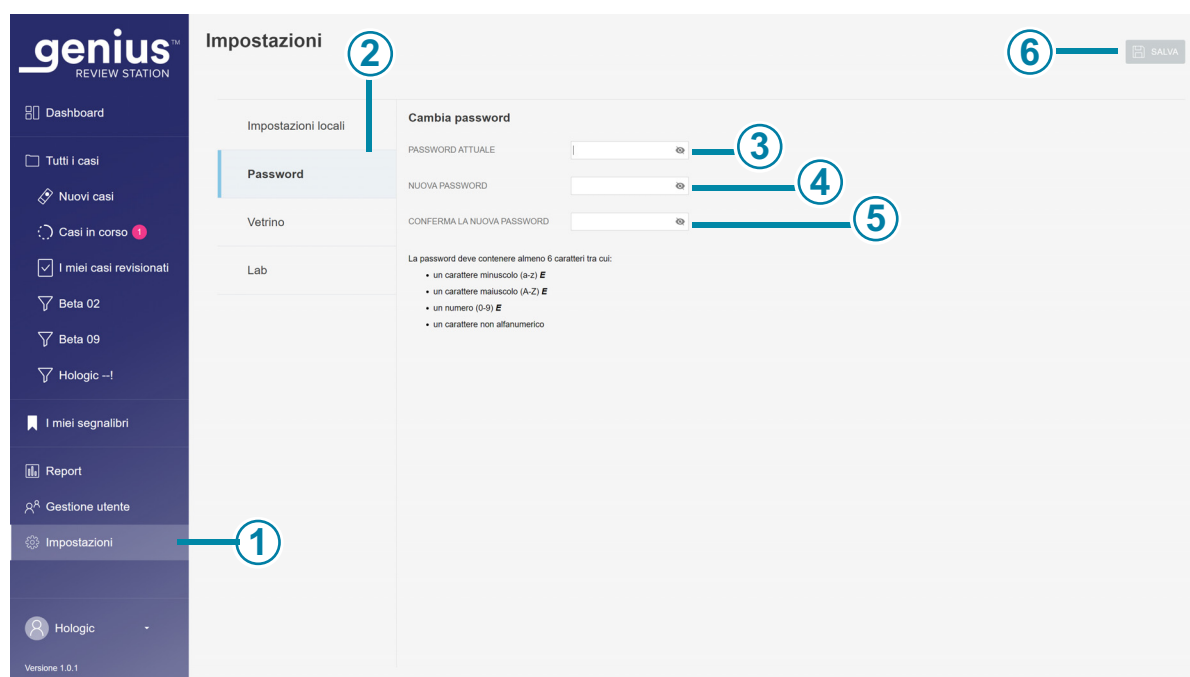 genius™
REVIEW STATION
Dashboard
Tutti i casi
Nuovi casi
Casi in corso 1
I miei casi revisionati
Beta 02
Beta 09
Hologic --!
I miei segnalibri
Report
Gestione utente
Impostazioni
Hologic
Versione 1.0.1
Impostazioni
SALVA
Impostazioni locali
Password
Vetrino
Lab
Cambia password
PASSWORD ATTUALE
NUOVA PASSWORD
CONFERMA LA NUOVA PASSWORD
La password deve contenere almeno 6 caratteri tra cui:
• un carattere minuscolo (a-z) E
• un carattere maiuscolo (A-Z) E
• un numero (0-9) E
• un carattere non alfanumerico
1
2
3
4
5
6